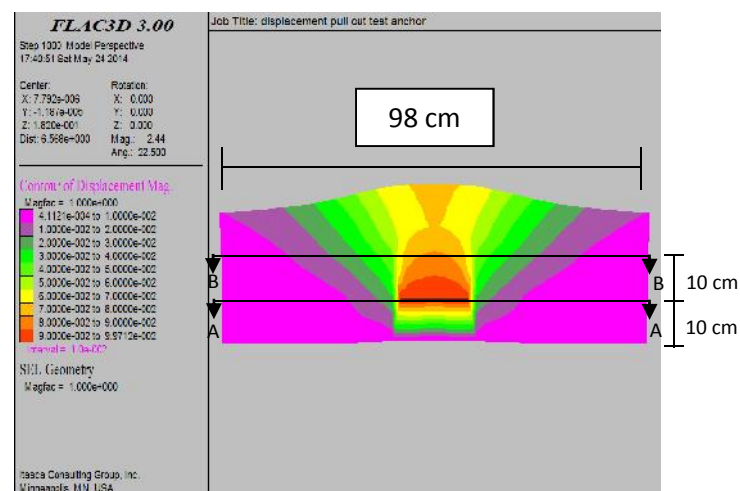 FLAC3D 3.00
Step 1000 Model Perspective
17:40:51 Sat May 24 2014
Center:
X: 7.792e-006
Y: -1.187e-005
Z: 1.820e-001
Dist: 6.568e+000
Rotation:
X: 0.000
Y: 0.000
Z: 0.000
Mag.: 2.44
Ang.: 22.500
Contour of Displacement Mag.
Magfac = 1.000e+000
4.1121e-004 to 1.0000e-002
1.0000e-002 to 2.0000e-002
2.0000e-002 to 3.0000e-002
3.0000e-002 to 4.0000e-002
4.0000e-002 to 5.0000e-002
5.0000e-002 to 6.0000e-002
6.0000e-002 to 7.0000e-002
7.0000e-002 to 8.0000e-002
8.0000e-002 to 9.0000e-002
9.0000e-002 to 9.9712e-002
Interval = 1.0e-002
SEL Geometry
Magfac = 1.000e+000
Itasca Consulting Group, Inc.
Minneapolis, MN USA
Job Title: displacement pull out test anchor
98 cm
B
B
10 cm
A
A
10 cm